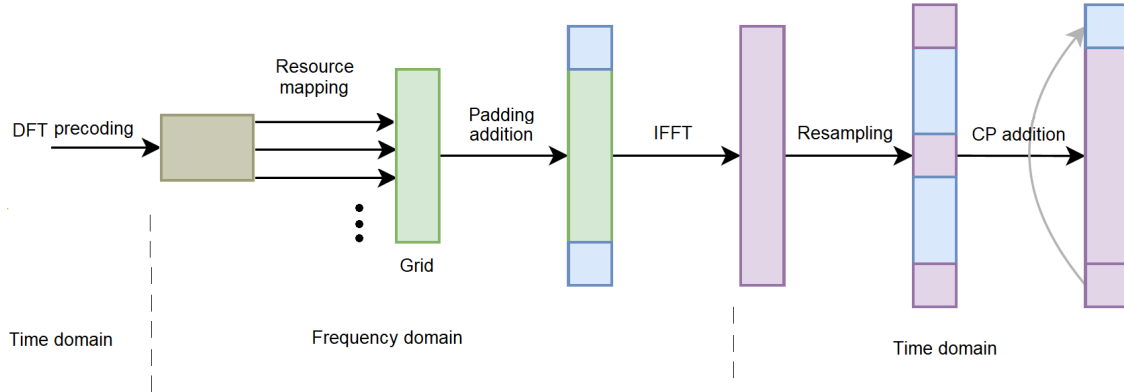 Resource
mapping
DFT precoding
Padding
addition
IFFT
Resampling
CP addition
Grid
Time domain
Frequency domain
Time domain